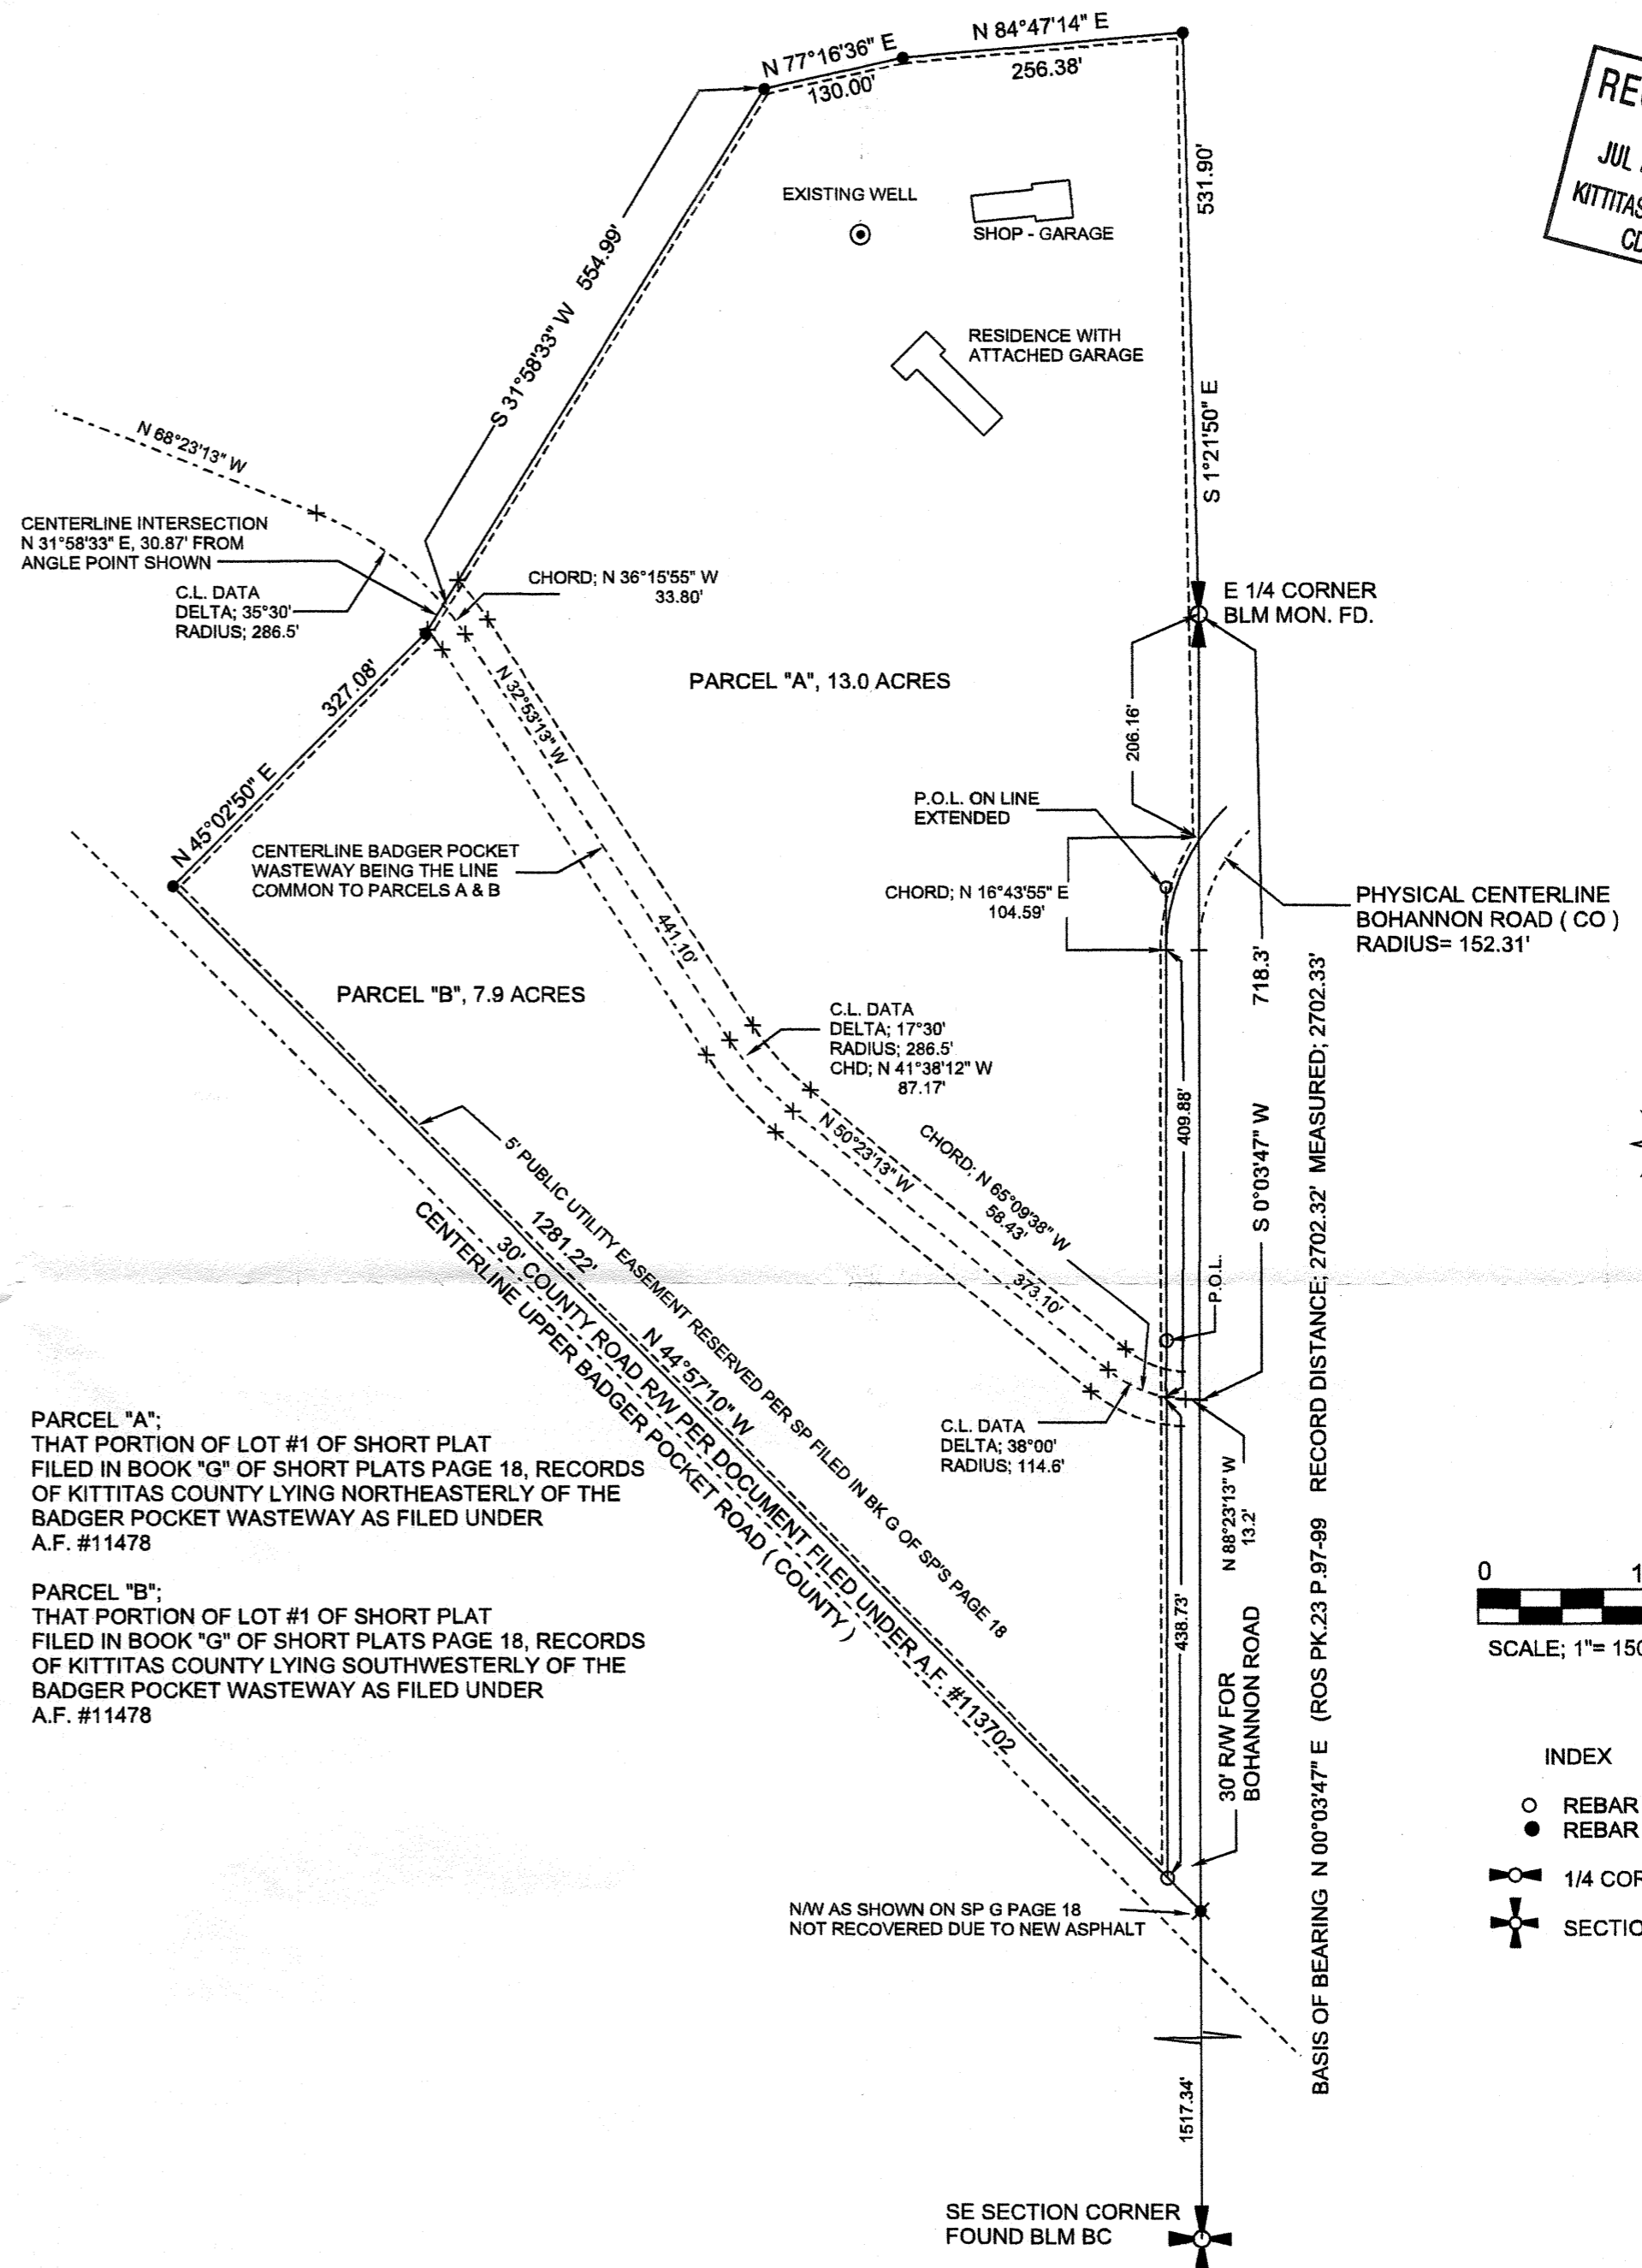 N 77°16'36" E
130.00'
N 84°47'14" E
256.38'
JUL
KITTITAS
531.90'
EXISTING WELL
SHOP - GARAGE
S 31°58'33" W 554.99'
RESIDENCE WITH
ATTACHED GARAGE
S 1°21'50" E
N 68°23'13" W
CENTERLINE INTERSECTION
N 31°58'33" E, 30.87' FROM
ANGLE POINT SHOWN
C.L. DATA
DELTA; 35°30'
RADIUS; 286.5'
CHORD; N 36°15'55" W
33.80'
E 1/4 CORNER
BLM MON. FD.
327.08'
N 45°02'50" E
N 32°53'13" W
PARCEL "A", 13.0 ACRES
206.16'
P.O.L. ON LINE
EXTENDED
CENTERLINE BADGER POCKET
WASTEWAY BEING THE LINE
COMMON TO PARCELS A & B
CHORD; N 16°43'55" E
104.59'
PHYSICAL CENTERLINE
BOHANNON ROAD ( CO )
RADIUS= 152.31'
441.10'
718.3'
PARCEL "B", 7.9 ACRES
C.L. DATA
DELTA; 17°30'
RADIUS; 286.5'
CHD; N 41°38'12" W
87.17'
409.88'
S 0°03'47" W
N 50°23'13" W
CHORD; N 65°09'38" W
58.43'
373.10'
P.O.L.
5' PUBLIC UTILITY EASEMENT RESERVED PER SP FILED IN BK G OF SP'S PAGE 18
1281.22'
N 44°57'10" W
30' COUNTY ROAD R/W PER DOCUMENT FILED UNDER A.F. #113702
CENTERLINE UPPER BADGER POCKET ROAD ( COUNTY )
C.L. DATA
DELTA; 38°00'
RADIUS; 114.6'
N 88°23'13" W
13.2'
438.73'
30' R/W FOR
BOHANNON ROAD
BASIS OF BEARING N 00°03'47" E (ROS PK.23 P.97-99 RECORD DISTANCE; 2702.32' MEASURED; 2702.33'
PARCEL "A";
THAT PORTION OF LOT #1 OF SHORT PLAT
FILED IN BOOK "G" OF SHORT PLATS PAGE 18, RECORDS
OF KITTITAS COUNTY LYING NORTHEASTERLY OF THE
BADGER POCKET WASTEWAY AS FILED UNDER
A.F. #11478
PARCEL "B";
THAT PORTION OF LOT #1 OF SHORT PLAT
FILED IN BOOK "G" OF SHORT PLATS PAGE 18, RECORDS
OF KITTITAS COUNTY LYING SOUTHWESTERLY OF THE
BADGER POCKET WASTEWAY AS FILED UNDER
A.F. #11478
0
SCALE; 1"= 150
INDEX
REBAR
REBAR
1/4 COR
SECTIO
N/W AS SHOWN ON SP G PAGE 18
NOT RECOVERED DUE TO NEW ASPHALT
1517.34'
SE SECTION CORNER
FOUND BLM BC